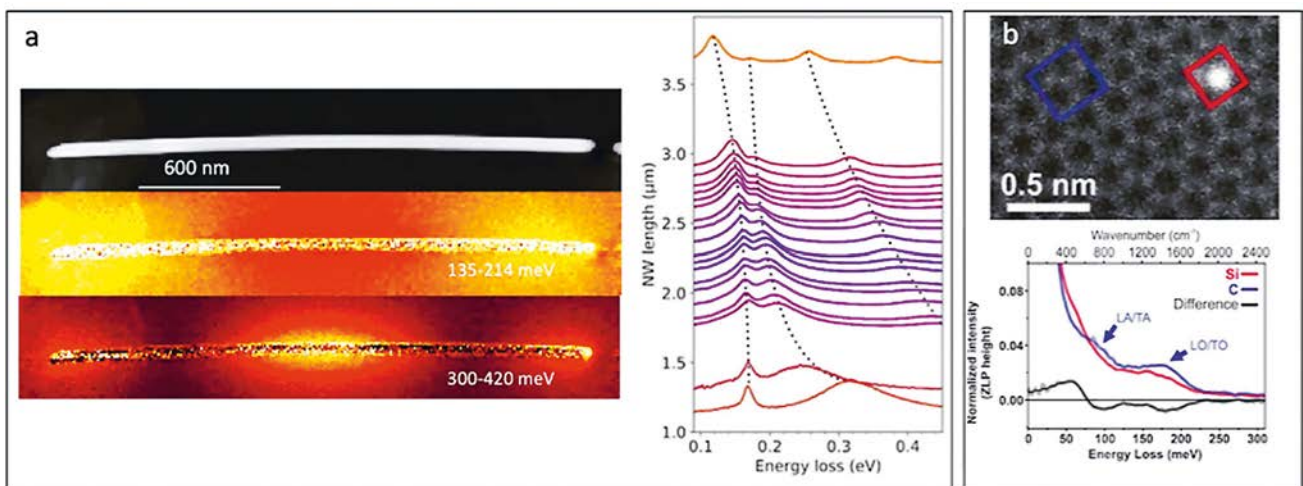 a
600 nm
135-214 meV
300-420 meV
NW length (µm)
3.5
3.0
2.5
2.0
1.5
1.0
0.1 0.2 0.3 0.4
Energy loss (eV)
b
0.5 nm
Wavenumber (cm⁻¹)
0 400 800 1200 1600 2000 2400
Normalized intensity
(ZLP height)
0.08
0.04
0.00
Si
C
Difference
LA/TA
LO/TO
0 50 100 150 200 250 300
Energy Loss (meV)